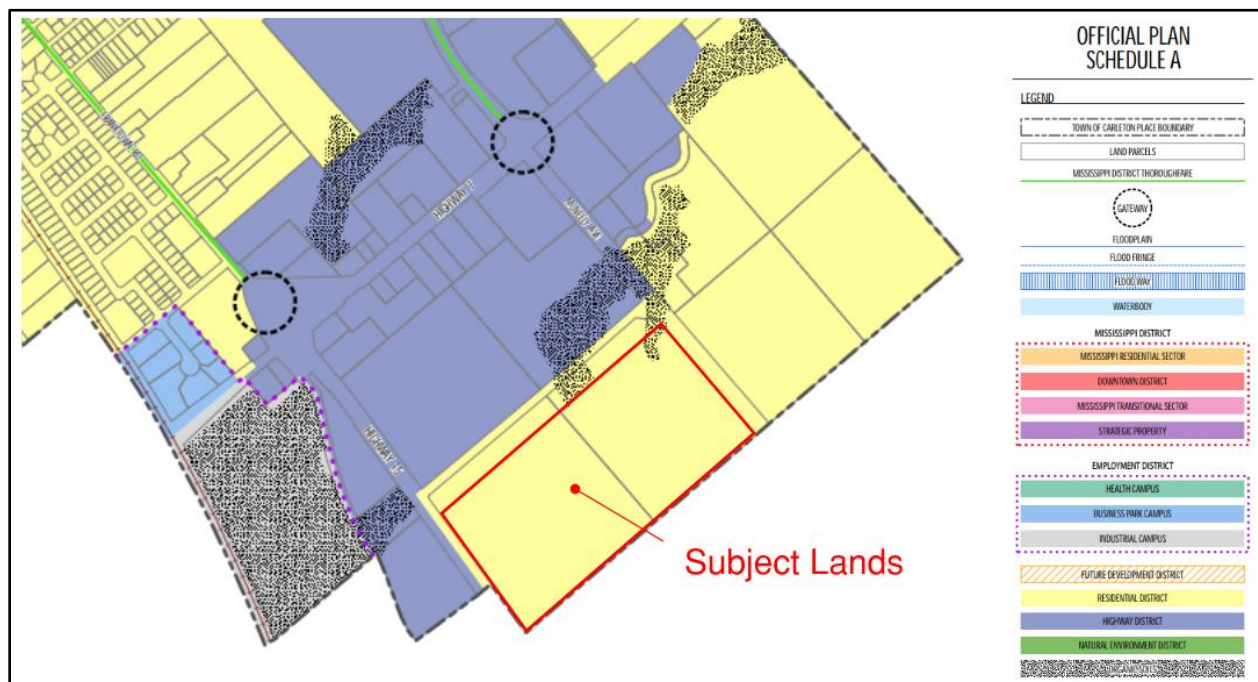 OFFICIAL PLAN
SCHEDULE A
LEGEND
TOWN OF CARLETON PLACE BOUNDARY
LAND PARCELS
MISSISSIPPI DISTRICT THOROUGHFARE
GATEWAY
FLOODPLAIN
FLOOD FRINGE
FLOOD WAY
WATERBODY
MISSISSIPPI DISTRICT
MISSISSIPPI RESIDENTIAL SECTOR
DOWNTOWN DISTRICT
MISSISSIPPI TRANSITIONAL SECTOR
STRATEGIC PROPERTY
EMPLOYMENT DISTRICT
HEALTH CAMPUS
BUSINESS PARK CAMPUS
INDUSTRIAL CAMPUS
FUTURE DEVELOPMENT DISTRICT
RESIDENTIAL DISTRICT
HIGHWAY DISTRICT
NATURAL ENVIRONMENT DISTRICT
HIGHWAY 7
HIGHWAY 15
Subject Lands